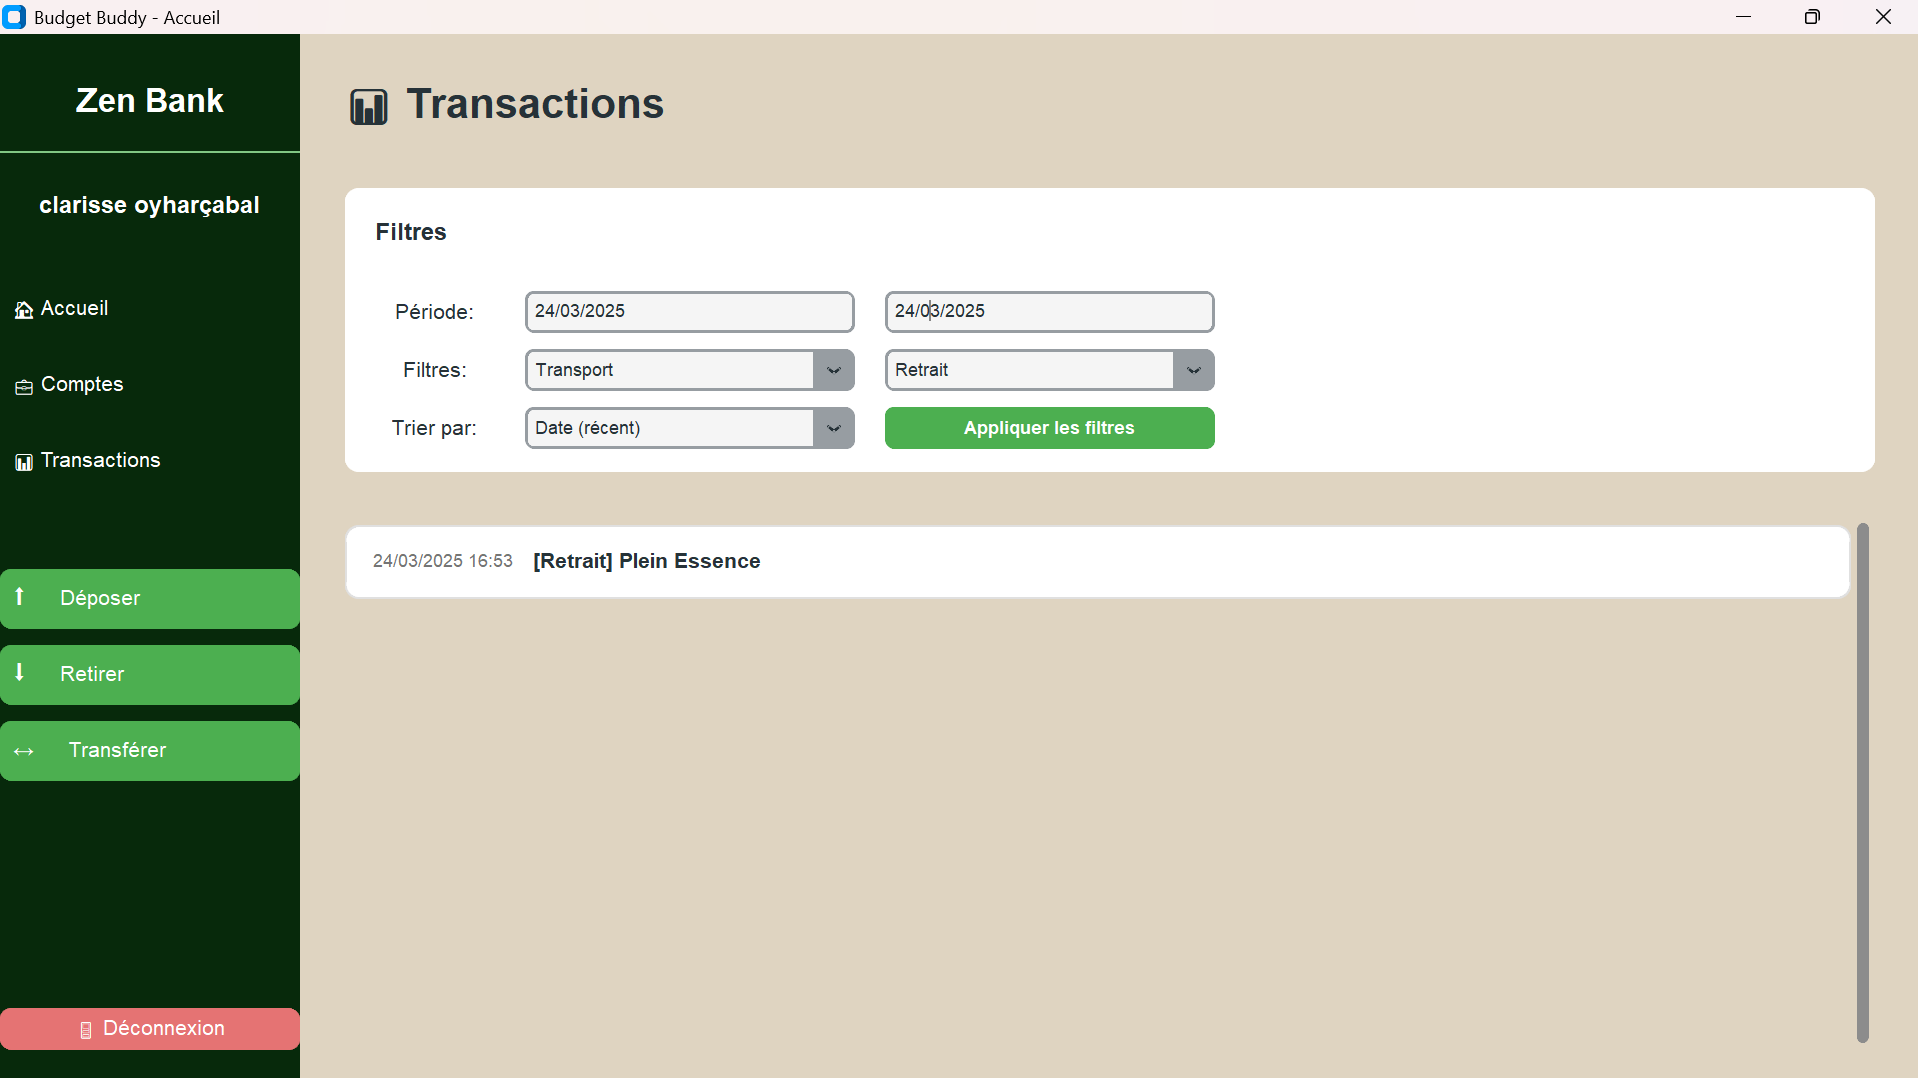 Budget Buddy - Accueil
Zen Bank
clarisse oyharçabal
Accueil
Comptes
Transactions
Déposer
Retirer
Transférer
Déconnexion
Transactions
Filtres
Période: 24/03/2025 24/03/2025
Filtres: Transport Retrait
Trier par: Date (récent) Appliquer les filtres
24/03/2025 16:53 [Retrait] Plein Essence